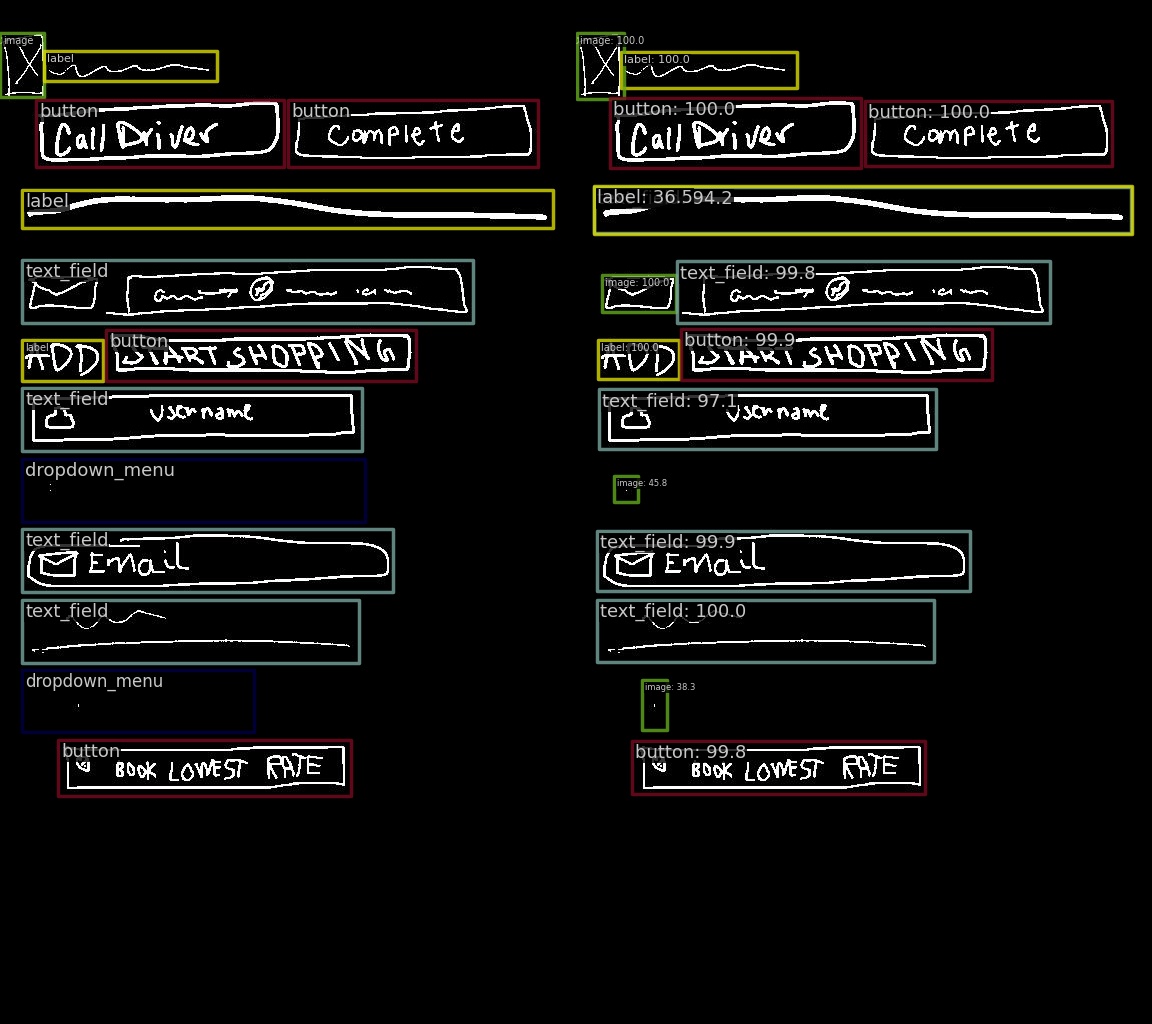 image
label
button button
Call Driver Complete
label
text_field
label button
ADD START SHOPPING
text_field
Username
dropdown_menu
text_field
Email
text_field
dropdown_menu
button
BOOK LOWEST RATE
image: 100.0
label: 100.0
button: 100.0 button: 100.0
Call Driver Complete
label: 36.594.2
image: 100.0 text_field: 99.8
label: 100.0 button: 99.9
ADD START SHOPPING
text_field: 97.1
Username
image: 45.8
text_field: 99.9
Email
text_field: 100.0
image: 38.3
button: 99.8
BOOK LOWEST RATE